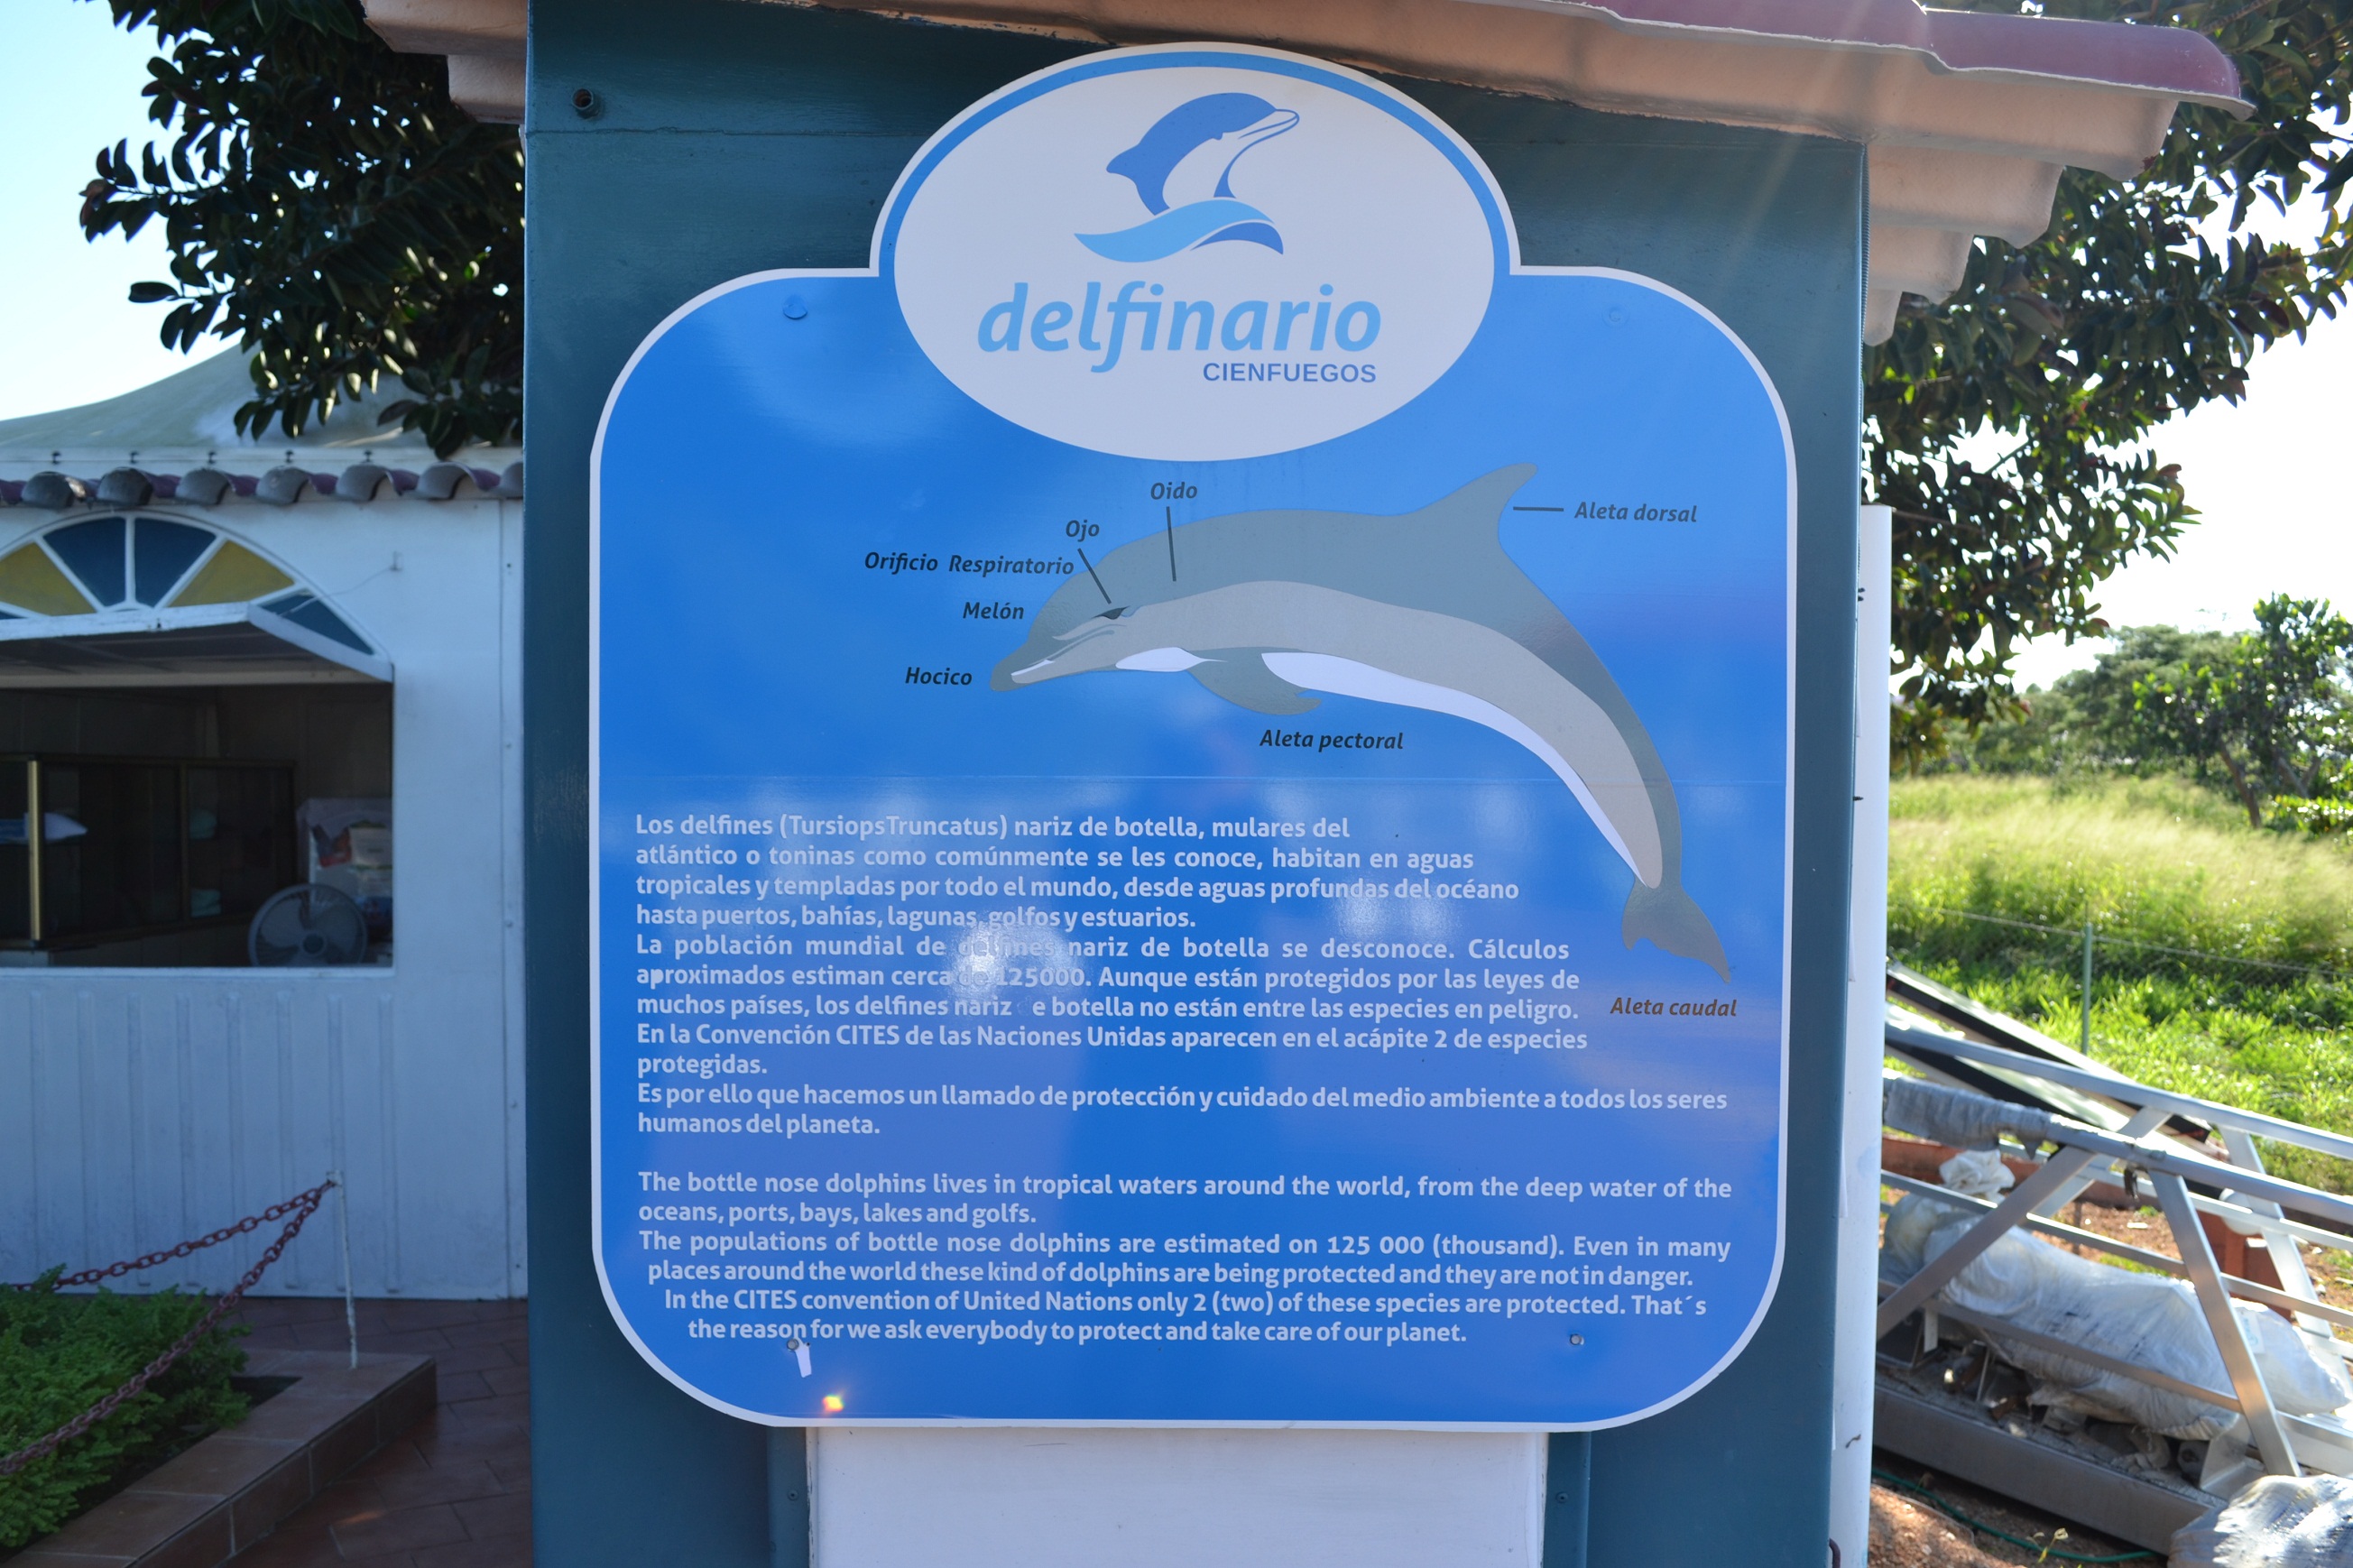 delfinario
CIENFUEGOS
Oido
Aleta dorsal
Ojo
Orificio Respiratorio
Melón
Hocico
Aleta pectoral
Los delfines (TursiopsTruncatus) nariz de botella, mulares del
atlántico o toninas como comúnmente se les conoce, habitan en aguas
tropicales y templadas por todo el mundo, desde aguas profundas del océano
hasta puertos, bahías, lagunas, golfos y estuarios.
La población mundial de delfines nariz de botella se desconoce. Cálculos
aproximados estiman cerca de 125000. Aunque están protegidos por las leyes de
muchos países, los delfines nariz e botella no están entre las especies en peligro.
Aleta caudal
En la Convención CITES de las Naciones Unidas aparecen en el acápite 2 de especies
protegidas.
Es por ello que hacemos un llamado de protección y cuidado del medio ambiente a todos los seres
humanos del planeta.
The bottle nose dolphins lives in tropical waters around the world, from the deep water of the
oceans, ports, bays, lakes and golfs.
The populations of bottle nose dolphins are estimated on 125 000 (thousand). Even in many
places around the world these kind of dolphins are being protected and they are not in danger.
In the CITES convention of United Nations only 2 (two) of these species are protected. That´s
the reason for we ask everybody to protect and take care of our planet.